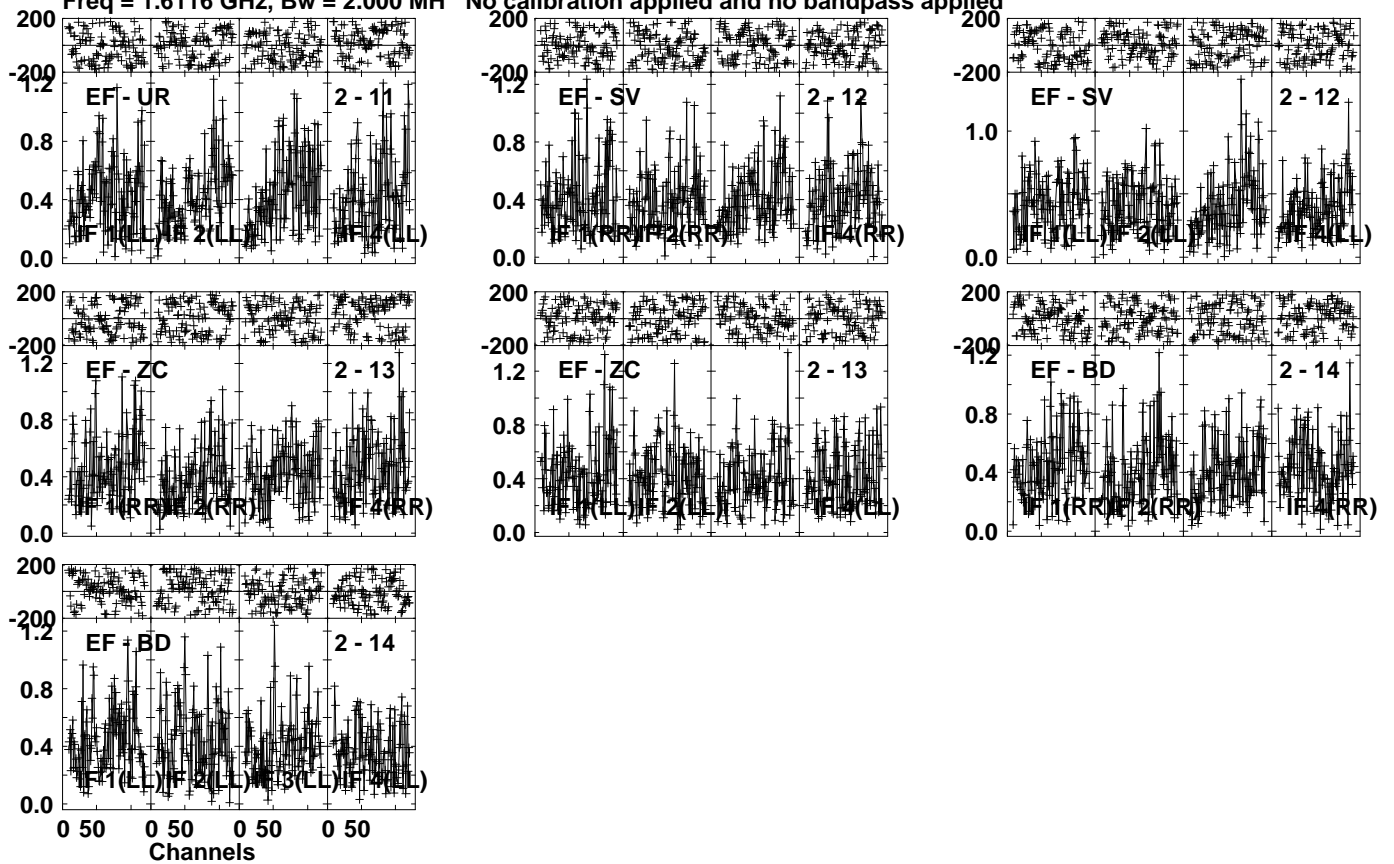 Freq = 1.6116 GHz, Bw = 2.000 MH No calibration applied and no bandpass applied
200
-200
1.2
0.8
0.4
0.0
EF - UR
2 - 11
IF 1(LL)
IF 2(LL)
IF 4(LL)
200
-200
1.2
0.8
0.4
0.0
EF - SV
2 - 12
IF 1(RR)
IF 2(RR)
IF 4(RR)
200
-200
1.0
0.0
EF - SV
2 - 12
IF 1(LL)
IF 2(LL)
IF 4(LL)
200
-200
1.2
0.8
0.4
0.0
EF - ZC
2 - 13
IF 1(RR)
IF 2(RR)
IF 4(RR)
200
-200
1.2
0.8
0.4
0.0
EF - ZC
2 - 13
IF 1(LL)
IF 2(LL)
IF 4(LL)
200
-200
1.2
0.8
0.4
0.0
EF - BD
2 - 14
IF 1(RR)
IF 2(RR)
IF 4(RR)
200
-200
1.2
0.8
0.4
0.0
EF - BD
2 - 14
IF 1(LL)
IF 2(LL)
IF 3(LL)
IF 4(LL)
0 50 0 50 0 50 0 50
Channels